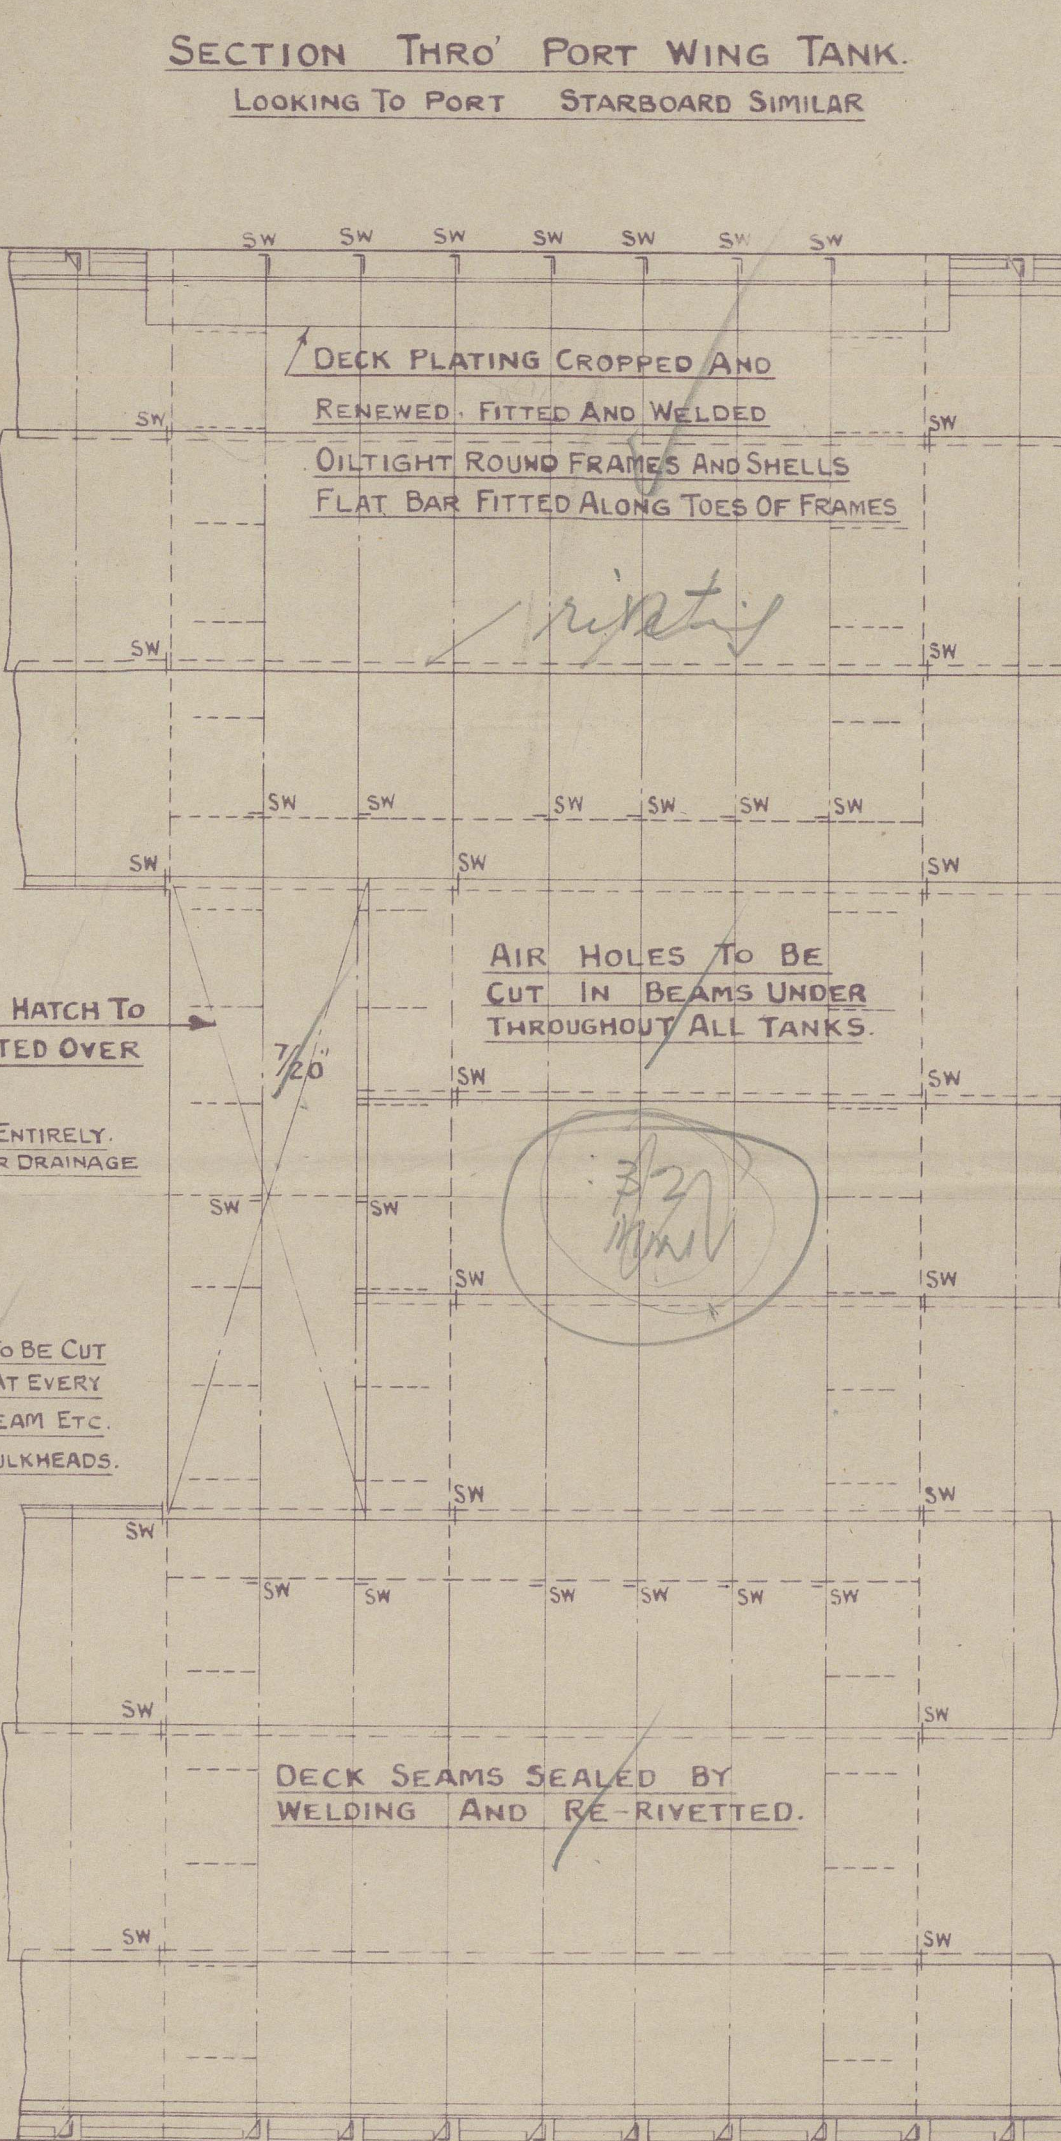 SECTION THRO' PORT WING TANK.
LOOKING TO PORT STARBOARD SIMILAR
SW SW SW SW SW SW SW
DECK PLATING CROPPED AND
RENEWED. FITTED AND WELDED
SW SW
OILTIGHT ROUND FRAMES AND SHELLS
FLAT BAR FITTED ALONG TOES OF FRAMES
SW SW
SW SW SW SW SW SW
SW SW SW
AIR HOLES TO BE
CUT IN BEAMS UNDER
THROUGHOUT ALL TANKS.
HATCH TO
TED OVER
7/20"
SW SW
ENTIRELY.
R DRAINAGE
SW SW
SW SW
TO BE CUT
AT EVERY
EAM ETC.
ULKHEADS.
SW SW
SW
SW SW SW SW SW SW
SW SW
DECK SEAMS SEALED BY
WELDING AND RE-RIVETTED.
SW SW